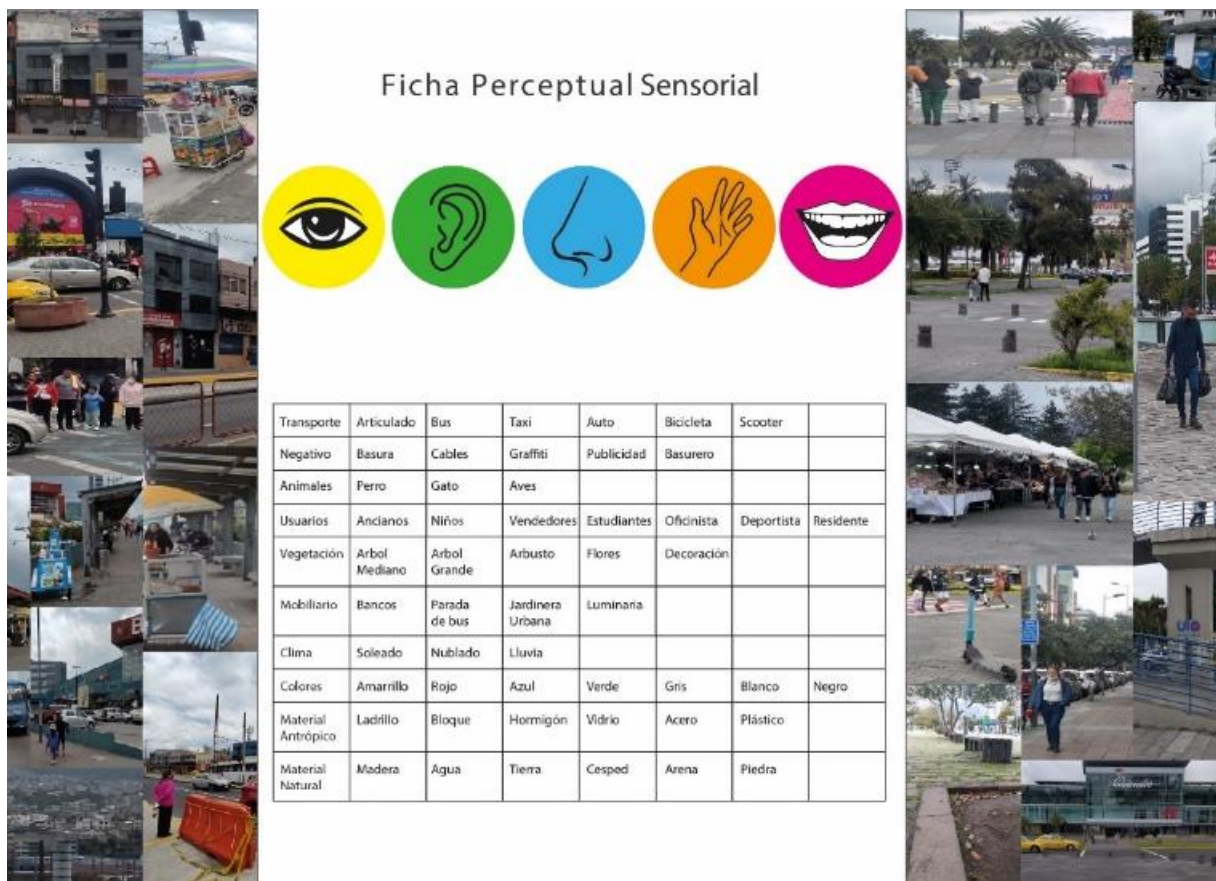 Ficha Perceptual Sensorial
Transporte Articulado Bus Taxi Auto Bicicleta Scooter
Negativo Basura Cables Graffiti Publicidad Basurero
Animales Perro Gato Aves
Usuarios Ancianos Niños Vendedores Estudiantes Oficinista Deportista Residente
Vegetación Arbol Mediano Arbol Grande Arbusto Flores Decoración
Mobiliario Bancos Parada de bus Jardinera Urbana Luminaria
Clima Soleado Nublado Lluvia
Colores Amarrillo Rojo Azul Verde Gris Blanco Negro
Material Antrópico Ladrillo Bloque Hormigón Vidrio Acero Plástico
Material Natural Madera Agua Tierra Cesped Arena Piedra
UIO